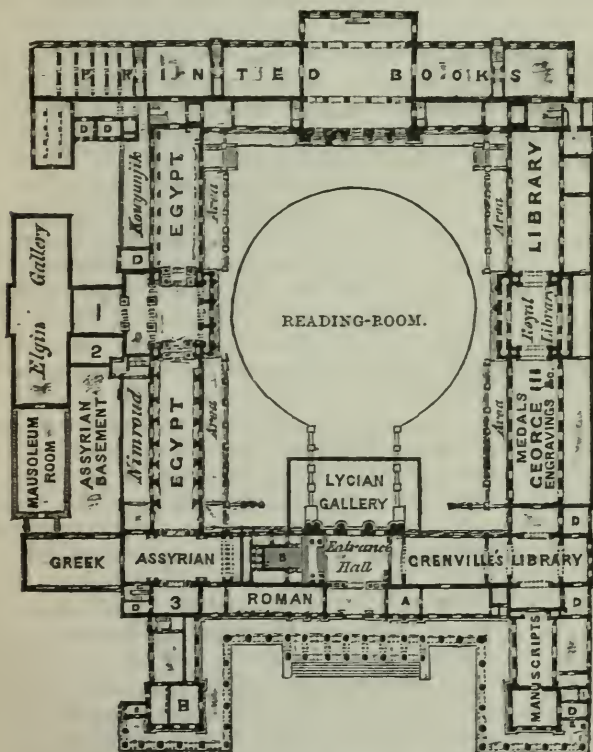 PRINTED BOOKS
D D
Kouyunjik
EGYPT
Area
Area
LIBRARY
D
Elgin Gallery
1
2
READING-ROOM.
Royal Library
MAUSOLEUM ROOM
ASSYRIAN BASEMENT
Nimroud
EGYPT
Area
Area
MEDALS
GEORGE III
ENGRAVINGS &c.
LYCIAN
GALLERY
D
GREEK
ASSYRIAN
B
Entrance
Hall
GRENVILLE'S LIBRARY
D
3
ROMAN
A
D
MANUSCRIPTS
B
D